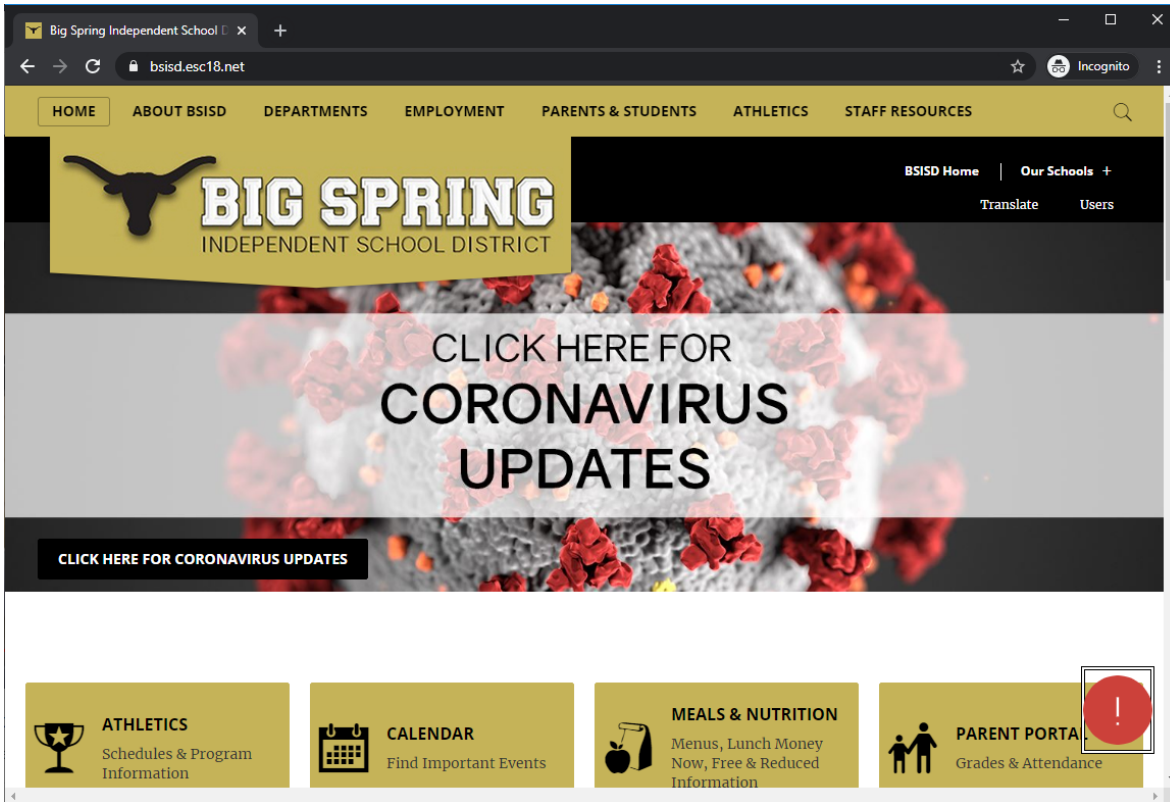 Big Spring Independent School D
bsisd.esc18.net
Incognito
HOME ABOUT BSISD DEPARTMENTS EMPLOYMENT PARENTS & STUDENTS ATHLETICS STAFF RESOURCES
BIG SPRING
INDEPENDENT SCHOOL DISTRICT
BSISD Home Our Schools +
Translate Users
CLICK HERE FOR
CORONAVIRUS
UPDATES
CLICK HERE FOR CORONAVIRUS UPDATES
ATHLETICS
Schedules & Program
Information
CALENDAR
Find Important Events
MEALS & NUTRITION
Menus, Lunch Money
Now, Free & Reduced
Information
PARENT PORTAL
Grades & Attendance
!